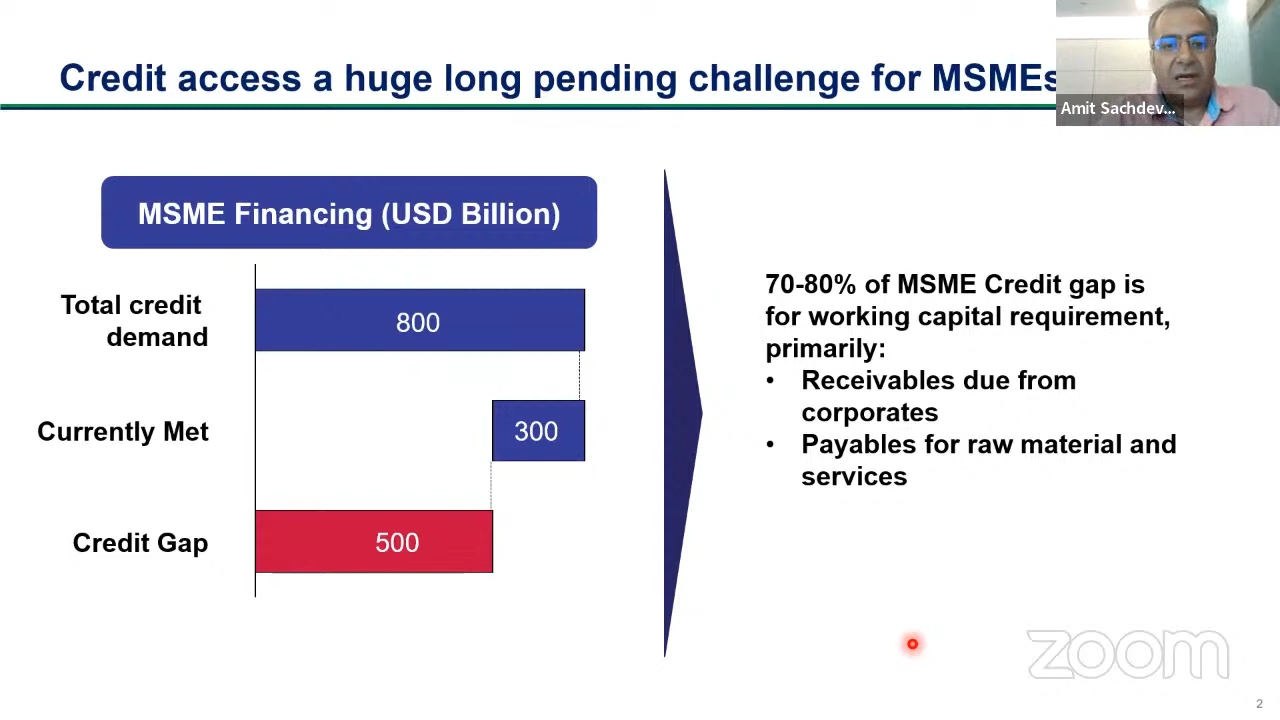 Credit access a huge long pending challenge for MSMEs
Amit Sachdev...
MSME Financing (USD Billion)
Total credit
demand
800
Currently Met
300
Credit Gap
500
70-80% of MSME Credit gap is
for working capital requirement,
primarily:
• Receivables due from
corporates
• Payables for raw material and
services
zoom
2